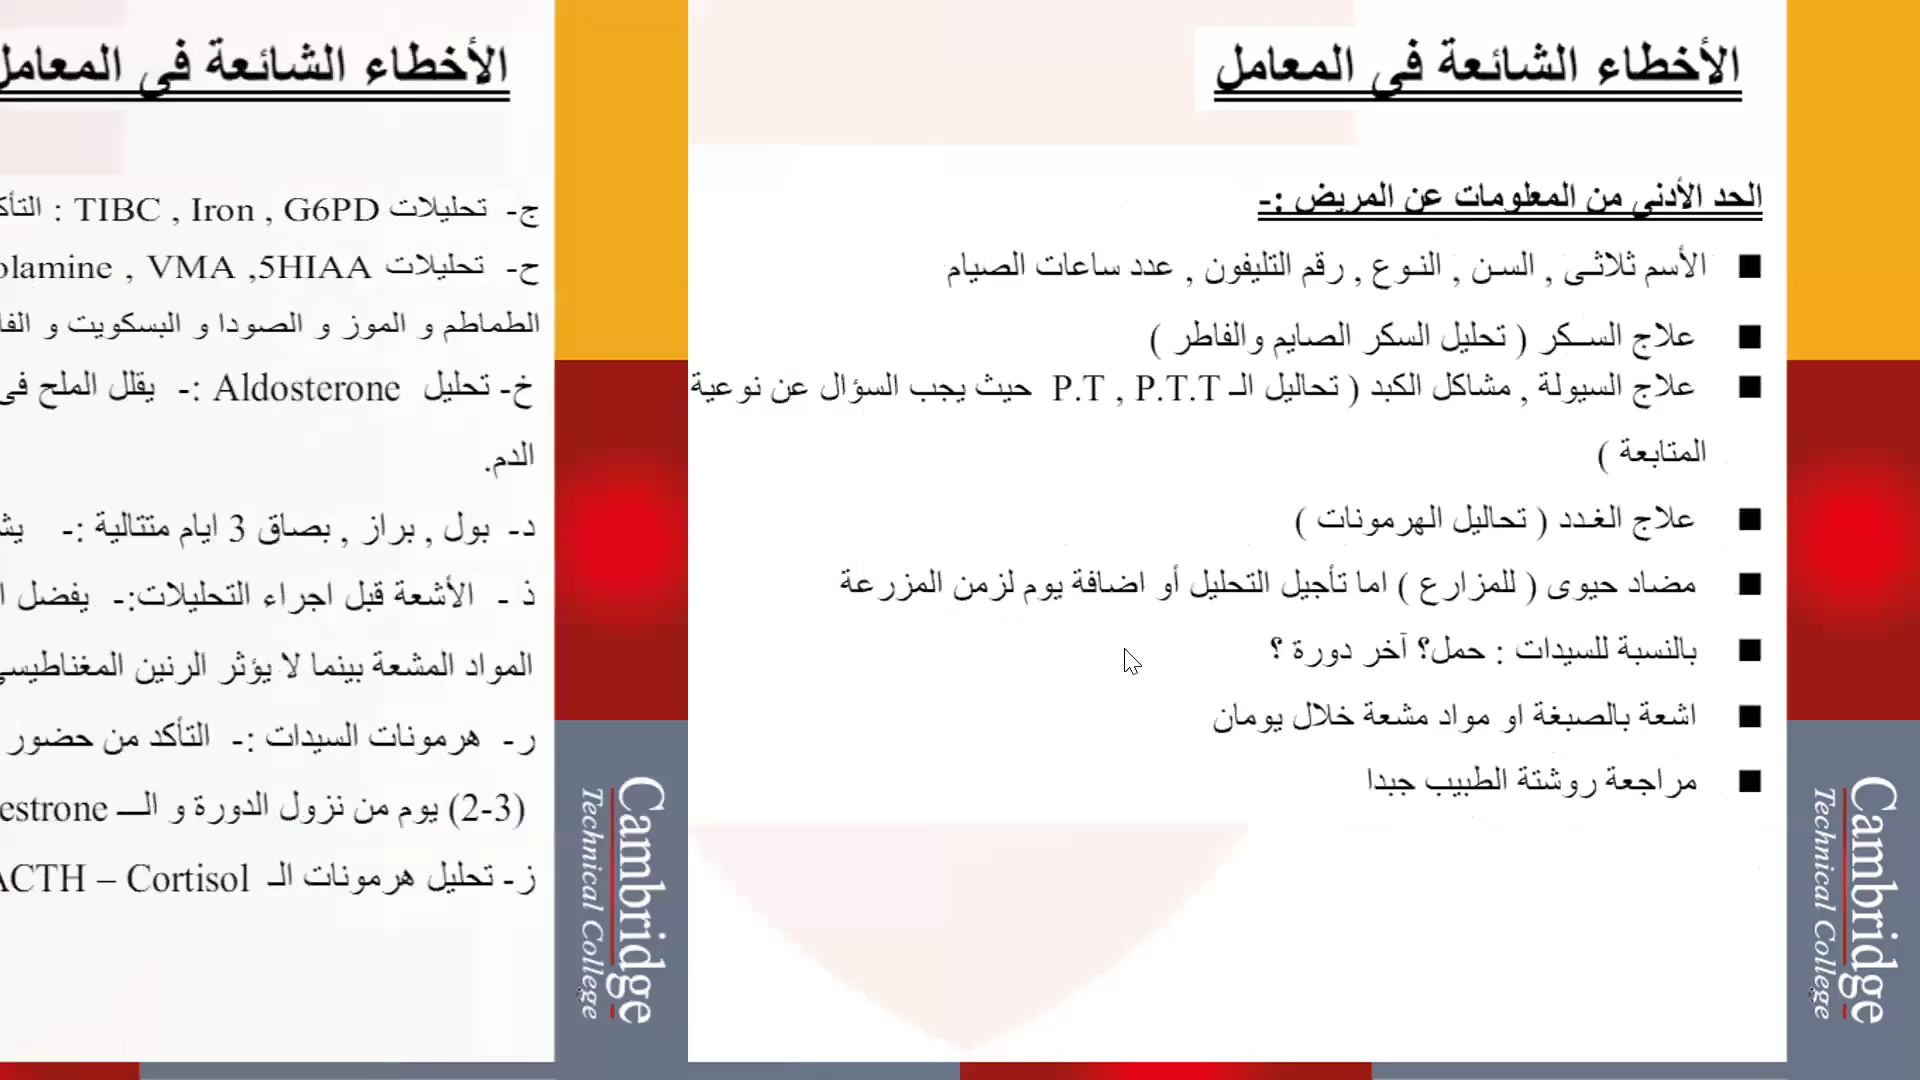 الأخطاء الشائعة فى المعامل
الحد الأدنى من المعلومات عن المريض :-
■ الأسم ثلاثى , السن , النوع , رقم التليفون , عدد ساعات الصيام
■ علاج السكر ( تحليل السكر الصايم والفاطر )
■ علاج السيولة , مشاكل الكبد ( تحاليل الـ P.T , P.T.T حيث يجب السؤال عن نوعية
المتابعة )
■ علاج الغدد ( تحاليل الهرمونات )
■ مضاد حيوى ( للمزارع ) اما تأجيل التحليل أو اضافة يوم لزمن المزرعة
■ بالنسبة للسيدات : حمل؟ آخر دورة ؟
■ اشعة بالصبغة او مواد مشعة خلال يومان
■ مراجعة روشتة الطبيب جبدا
Cambridge
Technical College
الأخطاء الشائعة فى المعامل
ج- تحليلات TIBC , Iron , G6PD :
ح- تحليلات VMA ,5HIAA ,
الطماطم و الموز و الصودا و البسكويت و
خ- تحليل Aldosterone :- يقلل الملح فى
الدم.
د- بول , براز , بصاق 3 ايام متتالية :-
ذ - الأشعة قبل اجراء التحليلات:- يفضل
المواد المشعة بينما لا يؤثر الرنين
ر- هرمونات السيدات :- التأكد من حضور
(2-3) يوم من نزول الدورة و الـ
ز- تحليل هرمونات الـ ACTH – Cortisol
Cambridge
Technical College